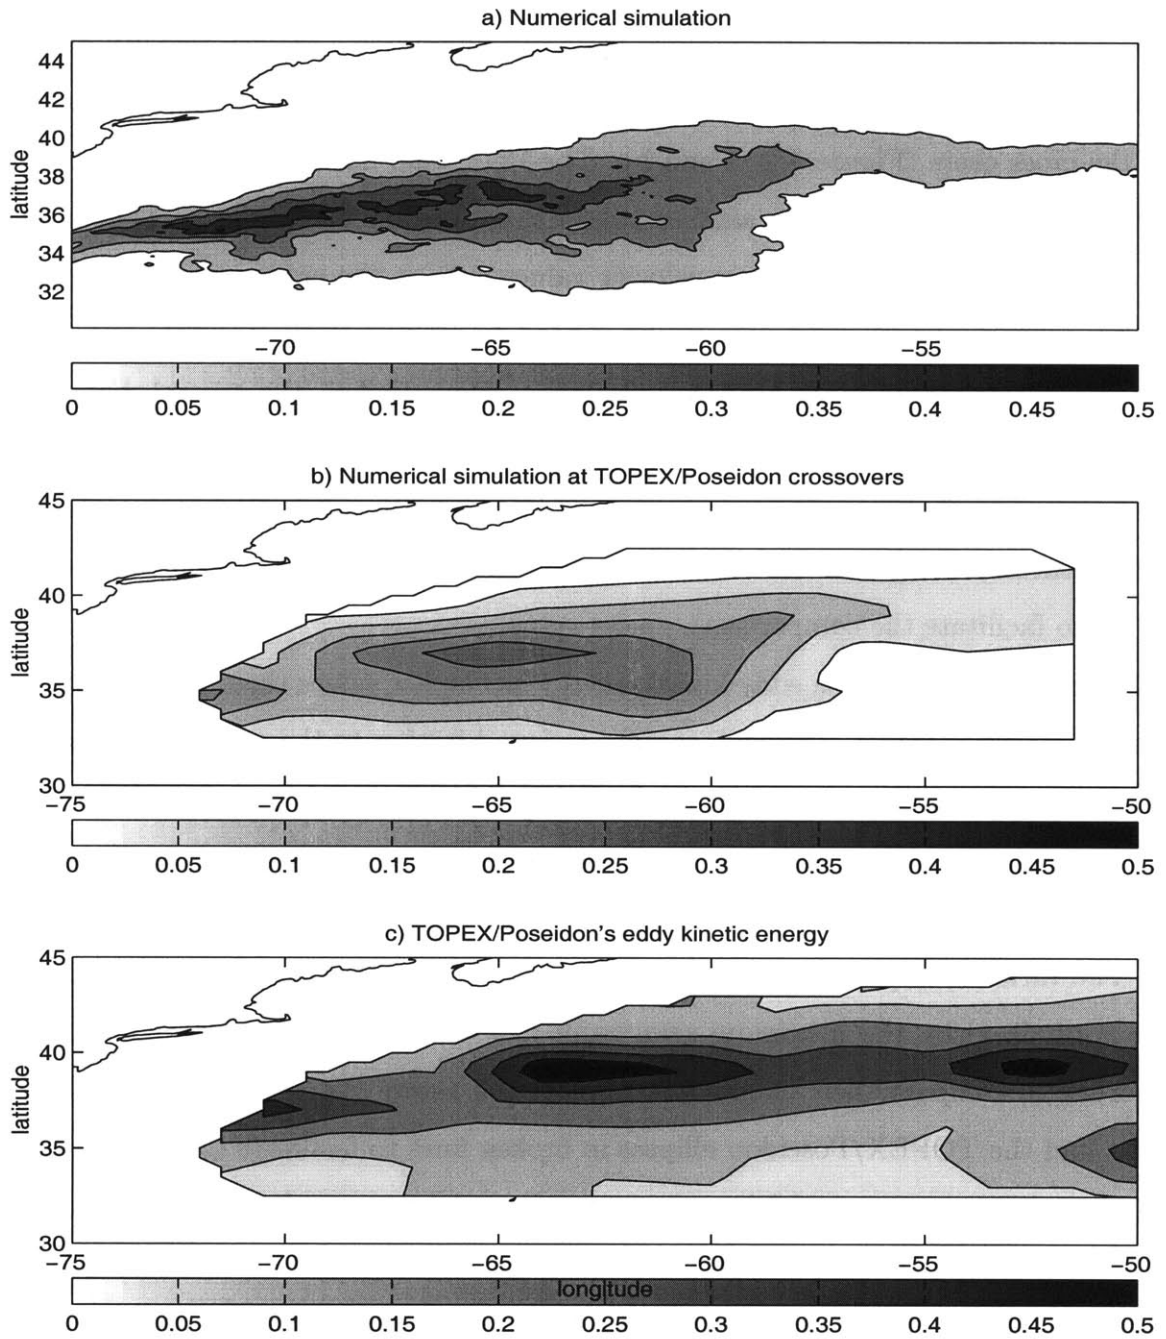 a) Numerical simulation
44
42
40
38
36
34
32
latitude
−70 −65 −60 −55
0 0.05 0.1 0.15 0.2 0.25 0.3 0.35 0.4 0.45 0.5
b) Numerical simulation at TOPEX/Poseidon crossovers
45
40
35
30
latitude
−75 −70 −65 −60 −55 −50
0 0.05 0.1 0.15 0.2 0.25 0.3 0.35 0.4 0.45 0.5
c) TOPEX/Poseidon's eddy kinetic energy
45
40
35
30
latitude
−75 −70 −65 −60 −55 −50
longitude
0 0.05 0.1 0.15 0.2 0.25 0.3 0.35 0.4 0.45 0.5